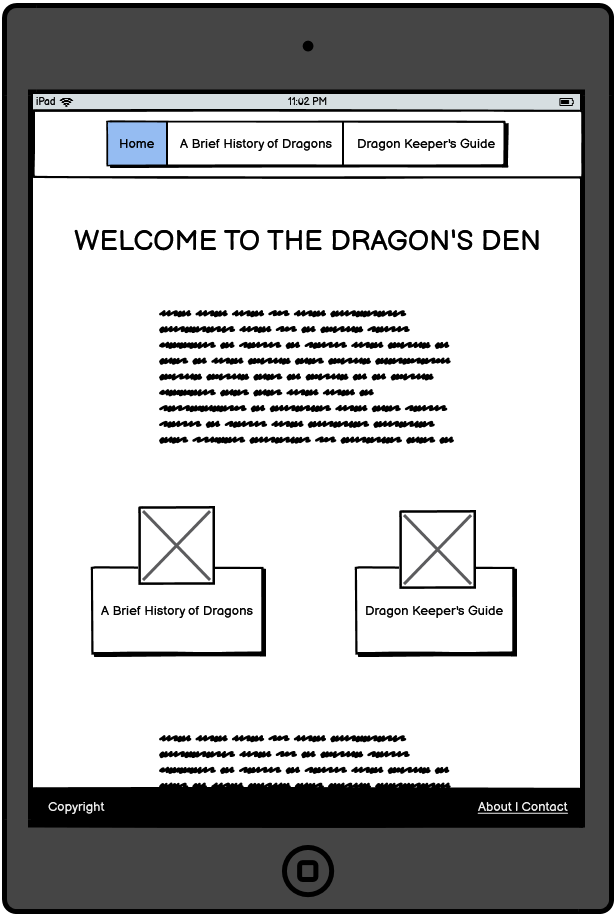 iPad 11:02 PM
Home A Brief History of Dragons Dragon Keeper's Guide
WELCOME TO THE DRAGON'S DEN
A Brief History of Dragons Dragon Keeper's Guide
Copyright About | Contact